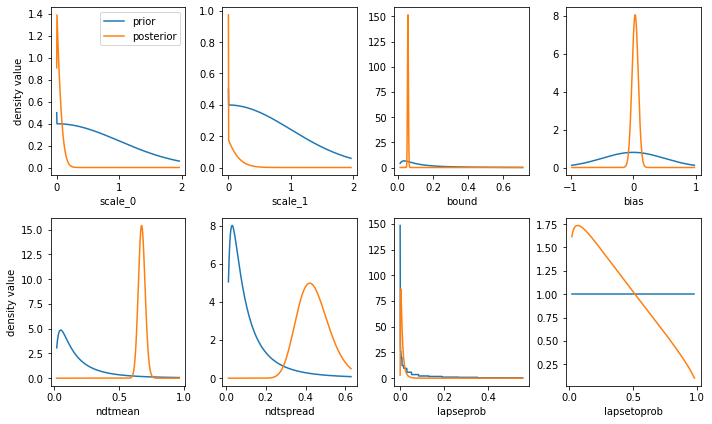 prior
posterior
density value
1.4
1.2
1.0
0.8
0.6
0.4
0.2
0.0
0 1 2
scale_0
1.0
0.8
0.6
0.4
0.2
0.0
0 1 2
scale_1
150
125
100
75
50
25
0
0.0 0.2 0.4 0.6
bound
8
6
4
2
0
−1 0 1
bias
density value
15.0
12.5
10.0
7.5
5.0
2.5
0.0
0.0 0.5 1.0
ndtmean
8
6
4
2
0
0.0 0.2 0.4 0.6
ndtspread
150
125
100
75
50
25
0
0.0 0.2 0.4
lapseprob
1.75
1.50
1.25
1.00
0.75
0.50
0.25
0.0 0.5 1.0
lapsetoprob